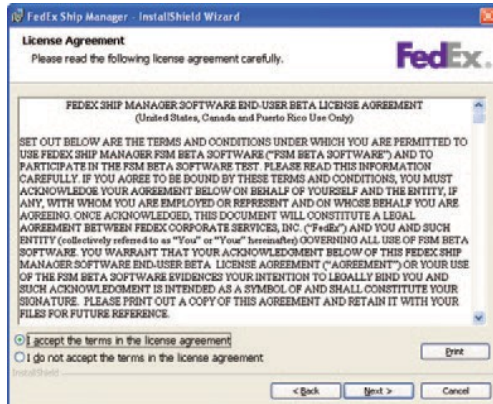 FedEx Ship Manager - InstallShield Wizard
License Agreement
Please read the following license agreement carefully.
FedEx.
FEDEX SHIP MANAGER SOFTWARE END-USER BETA LICENSE AGREEMENT
(United States, Canada and Puerto Rico Use Only)
SET OUT BELOW ARE THE TERMS AND CONDITIONS UNDER WHICH YOU ARE PERMITTED TO
USE FEDEX SHIP MANAGER FSM BETA SOFTWARE ("FSM BETA SOFTWARE") AND TO
PARTICIPATE IN THE FSM BETA SOFTWARE TEST. PLEASE READ THIS INFORMATION
CAREFULLY. IF YOU AGREE TO BE BOUND BY THESE TERMS AND CONDITIONS, YOU MUST
ACKNOWLEDGE YOUR AGREEMENT BELOW ON BEHALF OF YOURSELF AND THE ENTITY, IF
ANY, WITH WHOM YOU ARE EMPLOYED OR REPRESENT AND ON WHOSE BEHALF YOU ARE
AGREEING. ONCE ACKNOWLEDGED, THIS DOCUMENT WILL CONSTITUTE A LEGAL
AGREEMENT BETWEEN FEDEX CORPORATE SERVICES, INC. ("FedEx") AND YOU AND SUCH
ENTITY (collectively referred to as "You" or "Your" hereinafter) GOVERNING ALL USE OF FSM BETA
SOFTWARE. YOU WARRANT THAT YOUR ACKNOWLEDGMENT BELOW OF THIS FEDEX SHIP
MANAGER SOFTWARE END-USER BETA LICENSE AGREEMENT ("AGREEMENT") OR YOUR USE
OF THE FSM BETA SOFTWARE EVIDENCES YOUR INTENTION TO LEGALLY BIND YOU AND
SUCH ACKNOWLEDGMENT IS INTENDED AS A SYMBOL OF AND SHALL CONSTITUTE YOUR
SIGNATURE. PLEASE PRINT OUT A COPY OF THIS AGREEMENT AND RETAIN IT WITH YOUR
FILES FOR FUTURE REFERENCE.
I accept the terms in the license agreement
I do not accept the terms in the license agreement
Print
InstallShield
< Back
Next >
Cancel